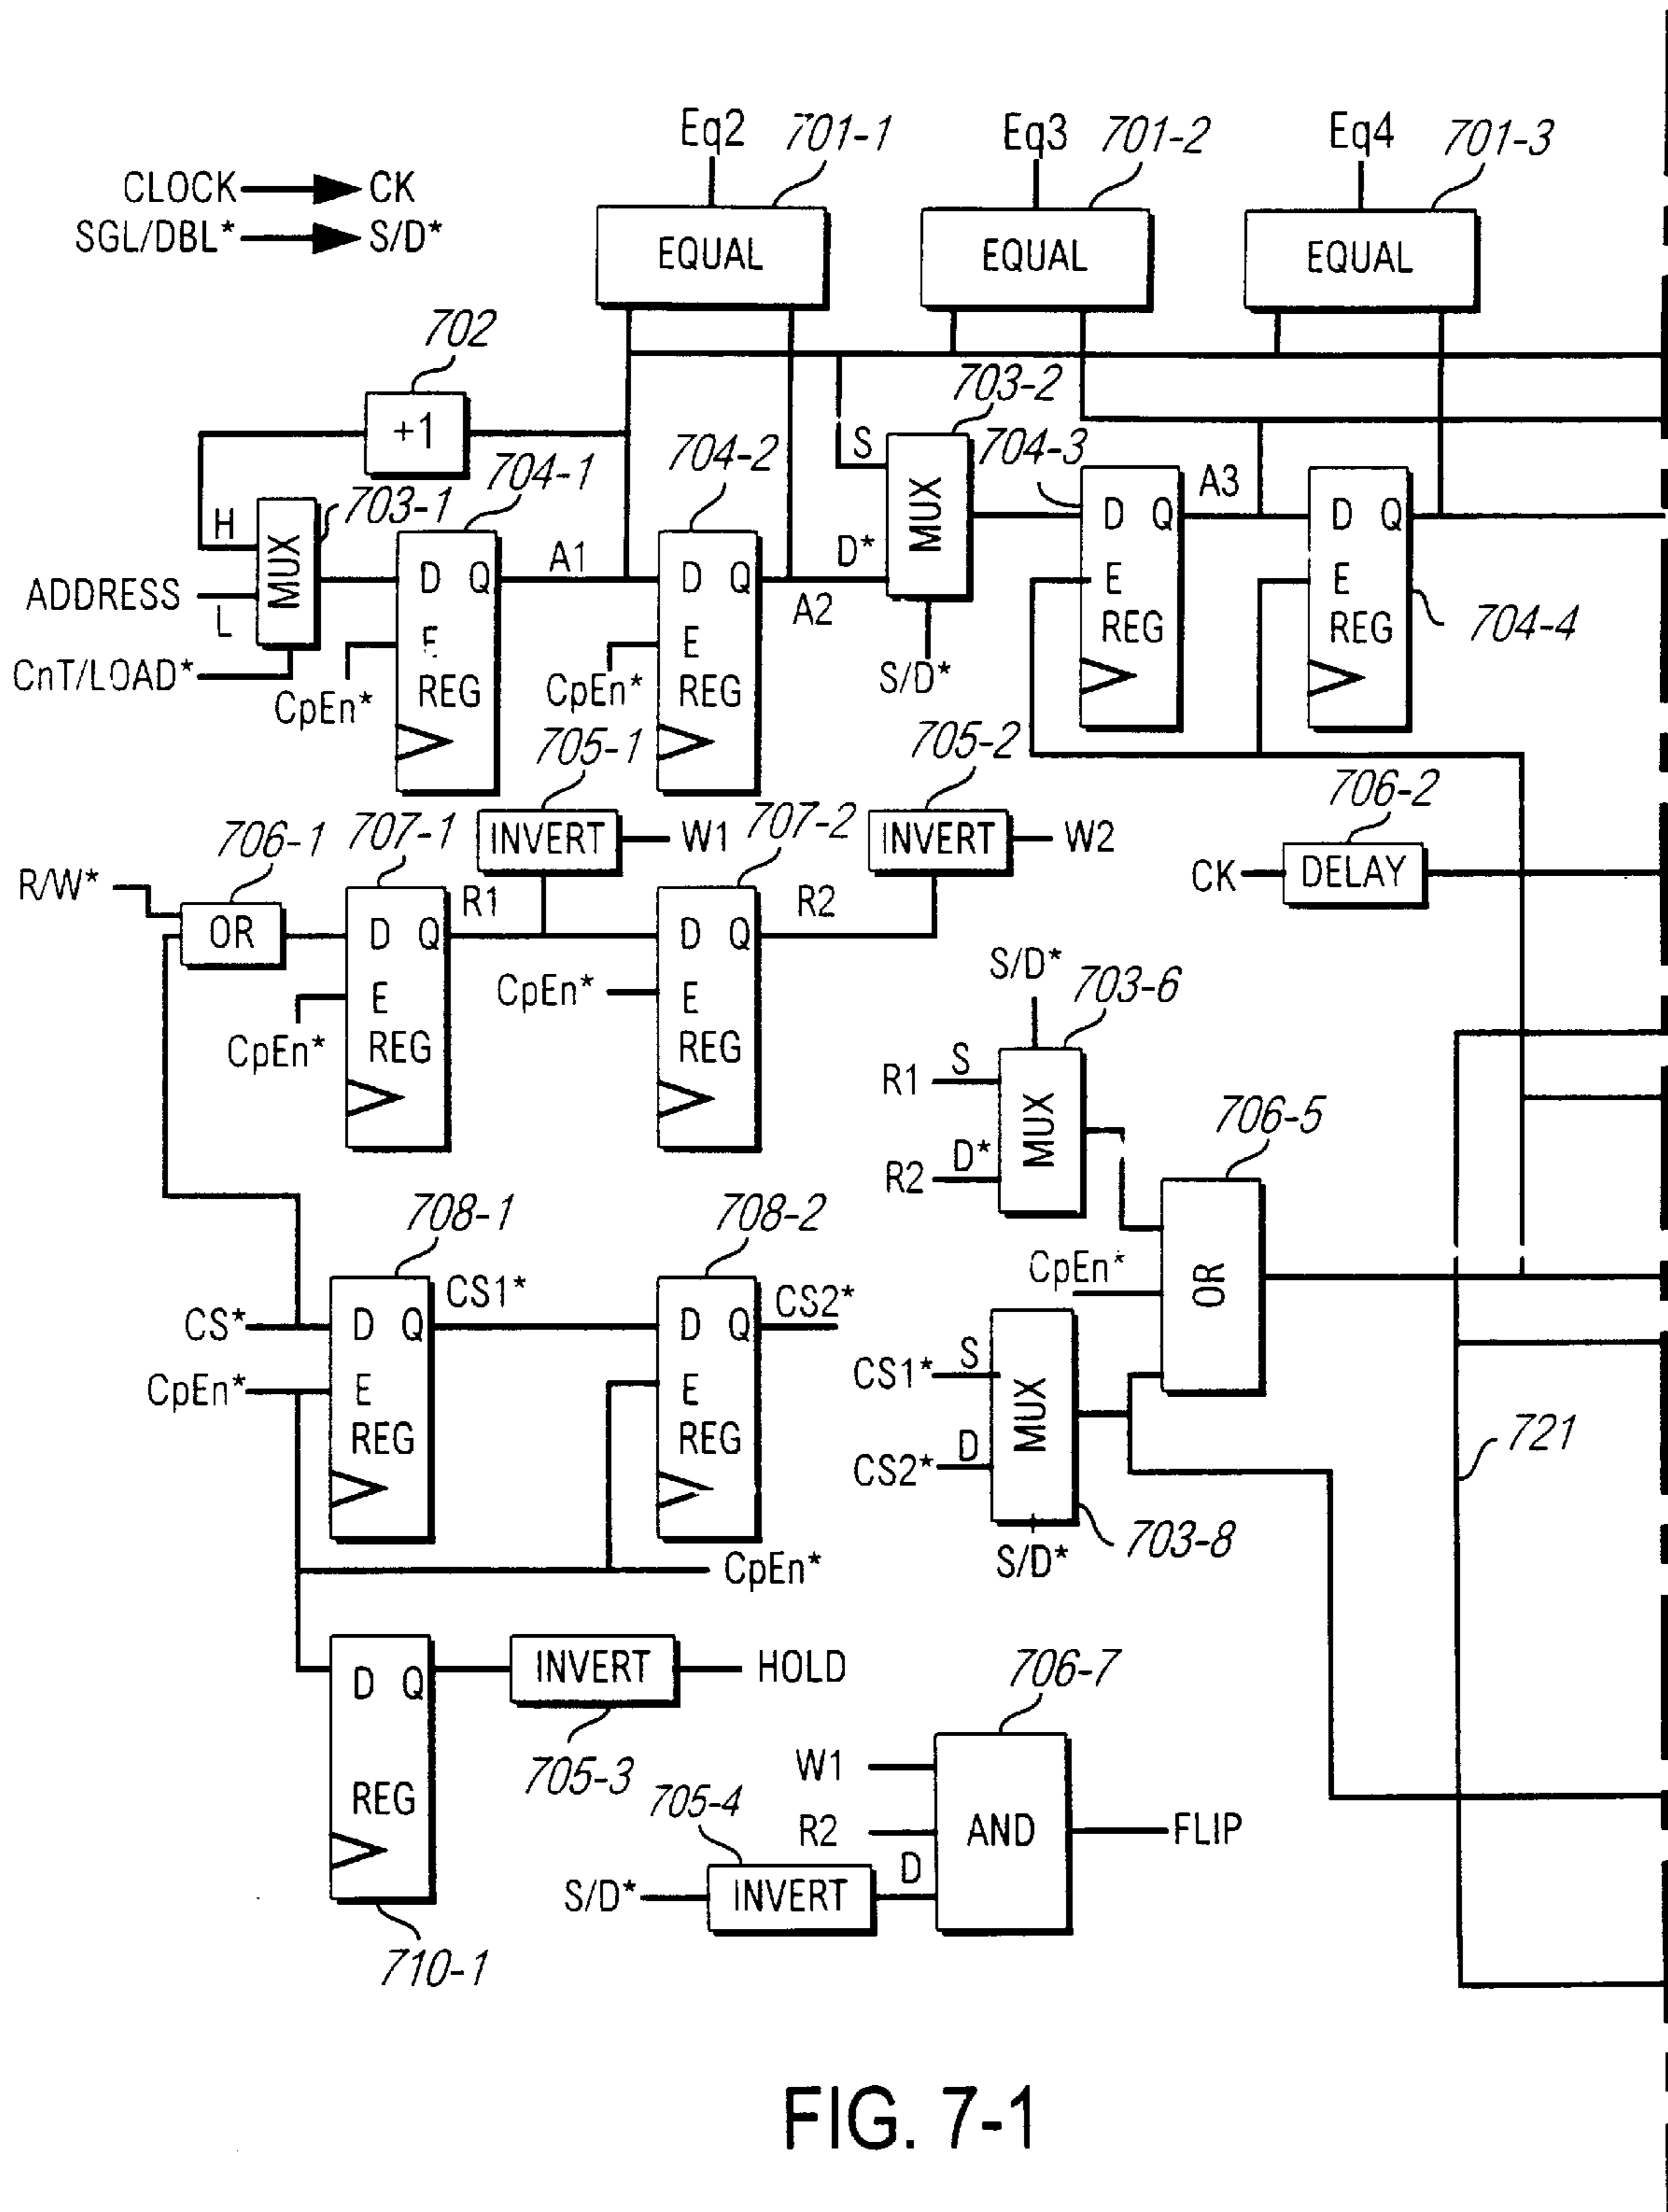 Eq2 701-1 Eq3 701-2 Eq4 701-3
CLOCK CK
SGL/DBL* S/D*
EQUAL EQUAL EQUAL
702
+1
703-2
S
704-1 704-2 704-3
H
703-1
MUX
MUX
D Q A3 D Q
ADDRESS
L
D Q A1 D Q D*
A2
E E
REG REG 704-4
CnT/LOAD*
CpEn* E REG CpEn* E REG
S/D*
705-1 705-2
706-2
706-1 707-1 INVERT W1 707-2 INVERT W2
CK DELAY
R/W*
OR
D Q R1 D Q R2
CpEn* E REG CpEn* E REG
S/D*
703-6
R1 S
MUX
R2 D*
706-5
708-1 708-2
CS* D Q CS1* D Q CS2*
CpEn*
OR
CpEn* E REG E REG
CS1* S
MUX
CS2* D
721
703-8
S/D*
CpEn*
D Q INVERT HOLD
REG
705-3
706-7
W1
705-4
R2
AND
FLIP
S/D* INVERT D
710-1
FIG. 7-1